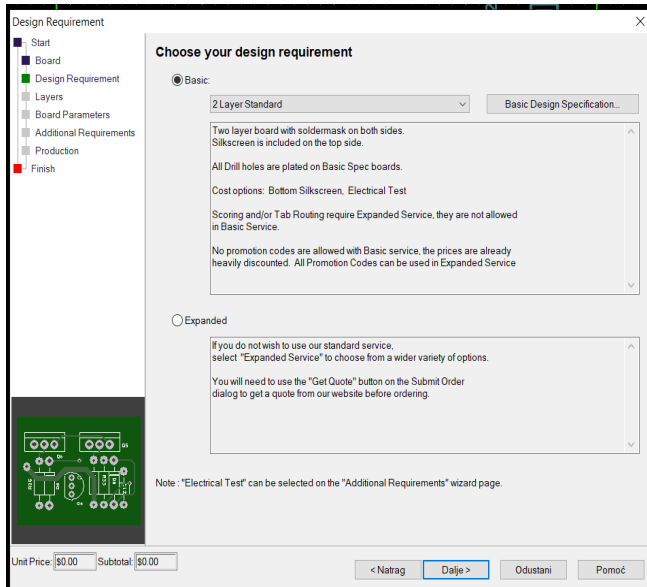 Design Requirement
Start
Board
Design Requirement
Layers
Board Parameters
Additional Requirements
Production
Finish
Choose your design requirement
Basic:
2 Layer Standard
Basic Design Specification...
Two layer board with soldermask on both sides.
Silkscreen is included on the top side.
All Drill holes are plated on Basic Spec boards.
Cost options: Bottom Silkscreen, Electrical Test
Scoring and/or Tab Routing require Expanded Service, they are not allowed
in Basic Service.
No promotion codes are allowed with Basic service, the prices are already
heavily discounted. All Promotion Codes can be used in Expanded Service
Expanded
If you do not wish to use our standard service,
select "Expanded Service" to choose from a wider variety of options.
You will need to use the "Get Quote" button on the Submit Order
dialog to get a quote from our website before ordering.
Note : "Electrical Test" can be selected on the "Additional Requirements" wizard page.
Unit Price: $0.00 Subtotal: $0.00
< Natrag
Dalje >
Odustani
Pomoć